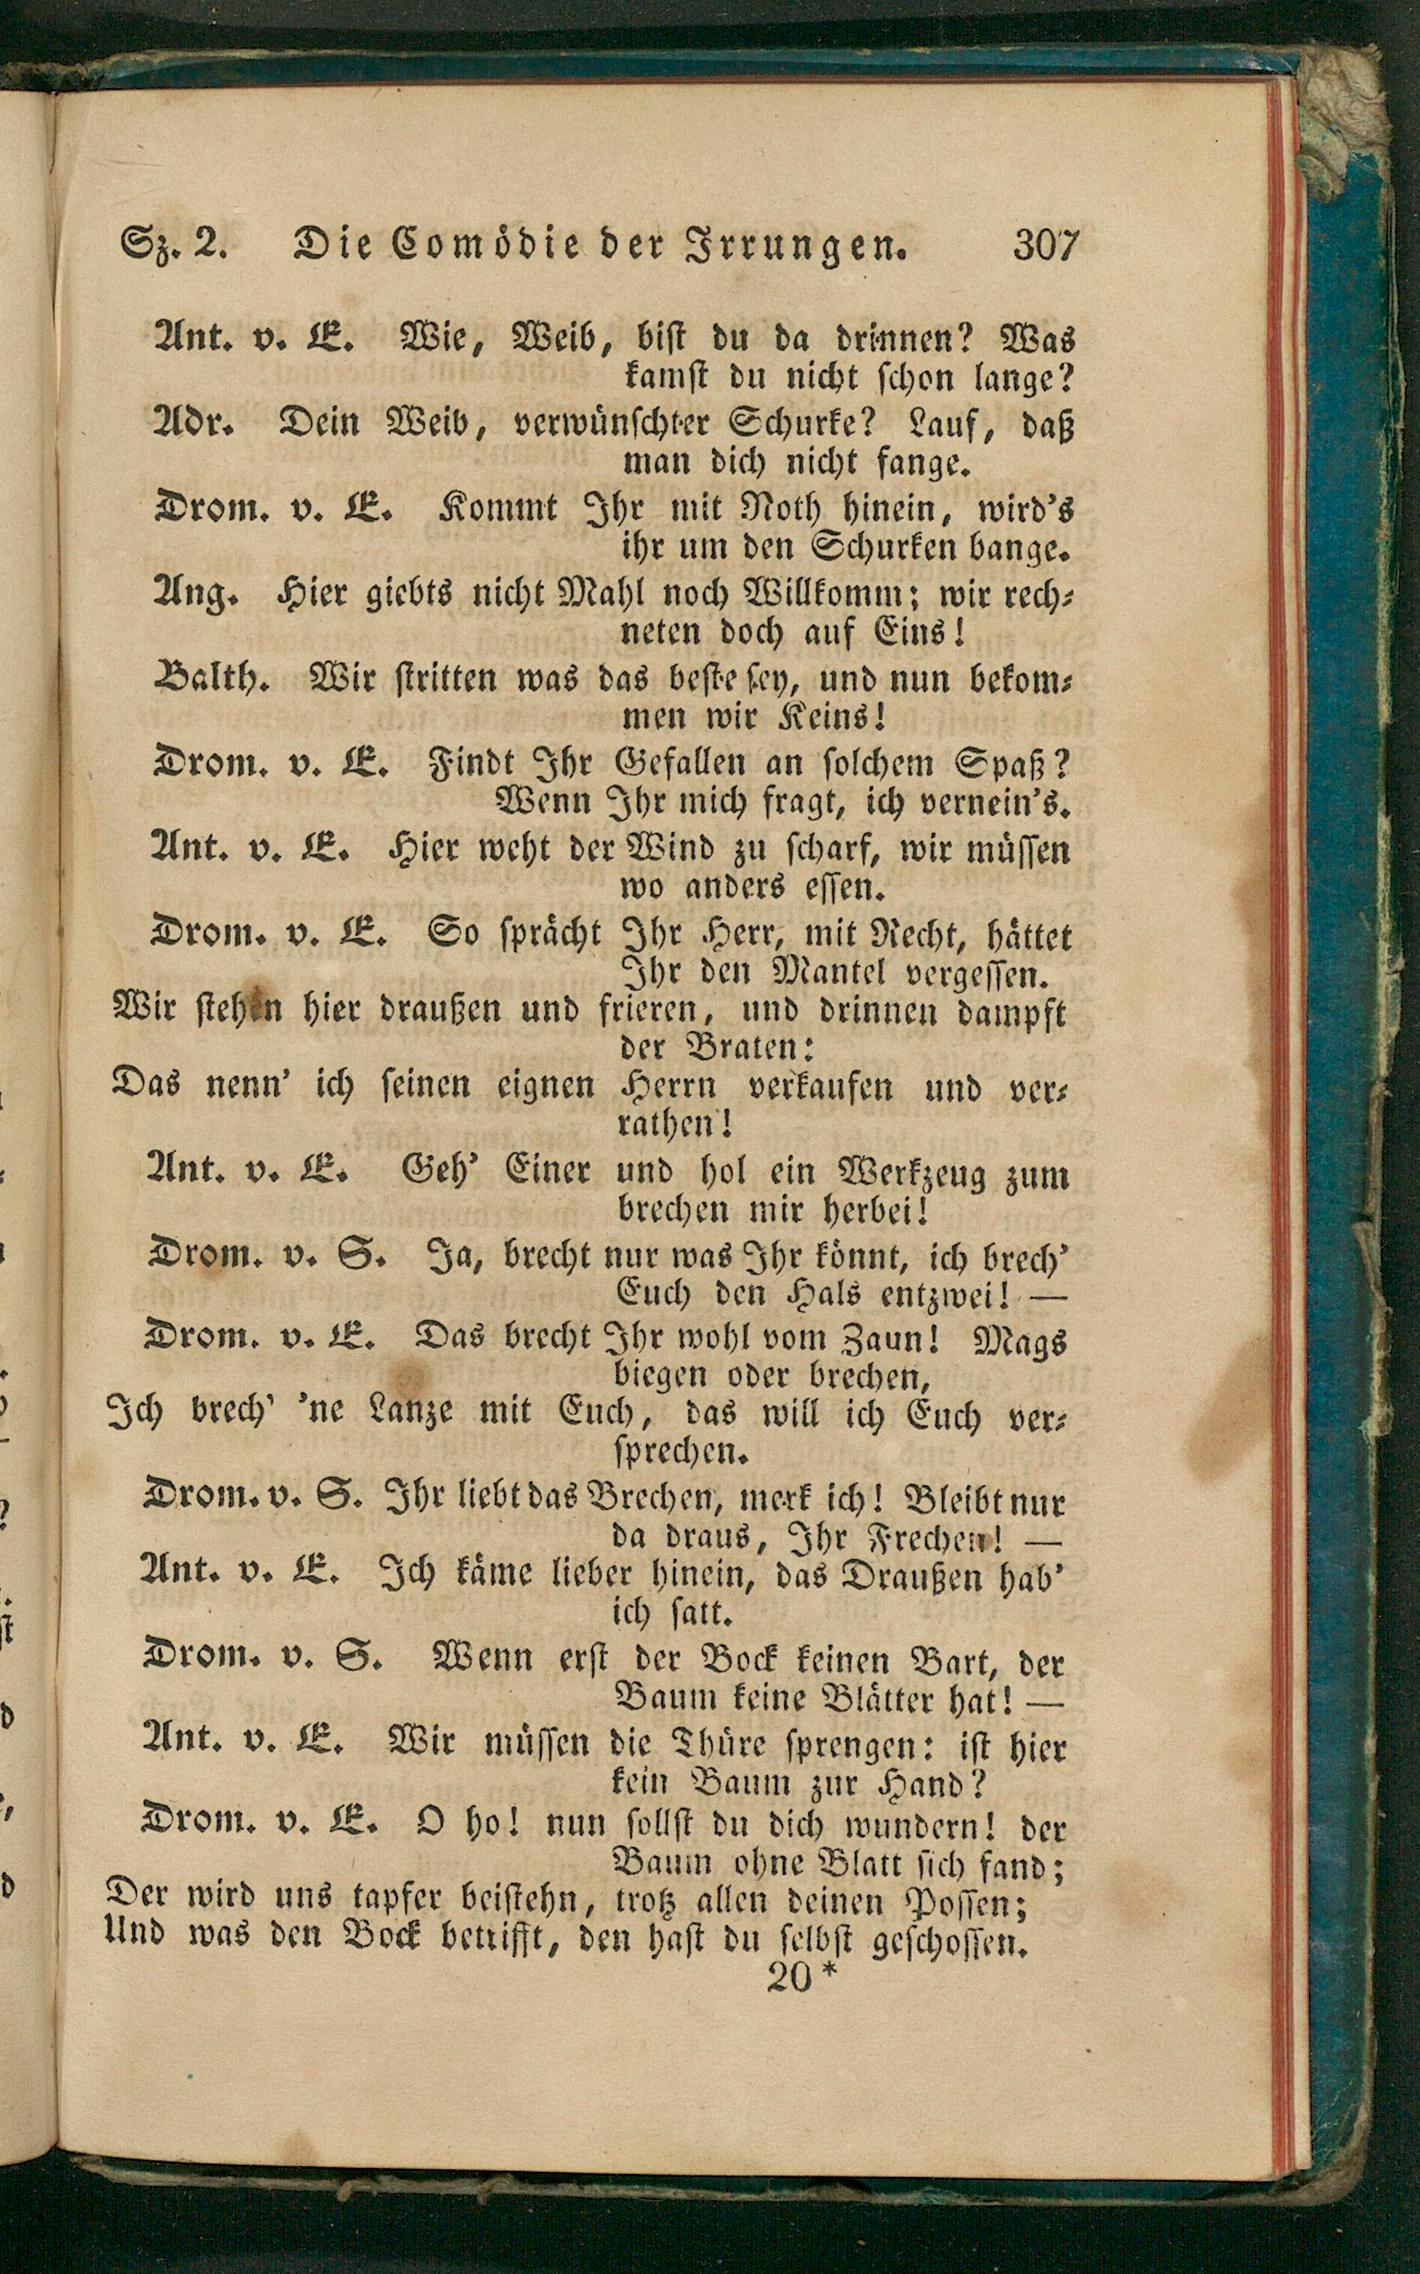 Sz. 2. Die Comödie der Irrungen. 307
Ant. v. E. Wie, Weib, bist du da drinnen? Was
kamst du nicht schon lange?
Adr. Dein Weib, verwünschter Schurke? Lauf, daß
man dich nicht fange.
Drom. v. E. Kommt Ihr mit Noth hinein, wird's
ihr um den Schurken bange.
Ang. Hier giebts nicht Mahl noch Willkomm; wir rech-
neten doch auf Eins!
Balth. Wir stritten was das beste sey, und nun bekom-
men wir Keins!
Drom. v. E. Findt Ihr Gefallen an solchem Spaß?
Wenn Ihr mich fragt, ich vernein's.
Ant. v. E. Hier weht der Wind zu scharf, wir müssen
wo anders essen.
Drom. v. E. So sprächt Ihr Herr, mit Recht, hättet
Ihr den Mantel vergessen.
Wir stehen hier draußen und frieren, und drinnen dampft
der Braten:
Das nenn' ich seinen eignen Herrn verkaufen und ver-
rathen!
Ant. v. E. Geh' Einer und hol ein Werkzeug zum
brechen mir herbei!
Drom. v. S. Ja, brecht nur was Ihr könnt, ich brech'
Euch den Hals entzwei! —
Drom. v. E. Das brecht Ihr wohl vom Zaun! Mags
biegen oder brechen,
Ich brech' 'ne Lanze mit Euch, das will ich Euch ver-
sprechen.
Drom. v. S. Ihr liebt das Brechen, merk ich! Bleibt nur
da draus, Ihr Frechen! —
Ant. v. E. Ich käme lieber hinein, das Draußen hab'
ich satt.
Drom. v. S. Wenn erst der Bock keinen Bart, der
Baum keine Blätter hat! —
Ant. v. E. Wir müssen die Thüre sprengen: ist hier
kein Baum zur Hand?
Drom. v. E. O ho! nun sollst du dich wundern! der
Baum ohne Blatt sich fand;
Der wird uns tapfer beistehn, trotz allen deinen Possen;
Und was den Bock betrifft, den hast du selbst geschossen.
20*